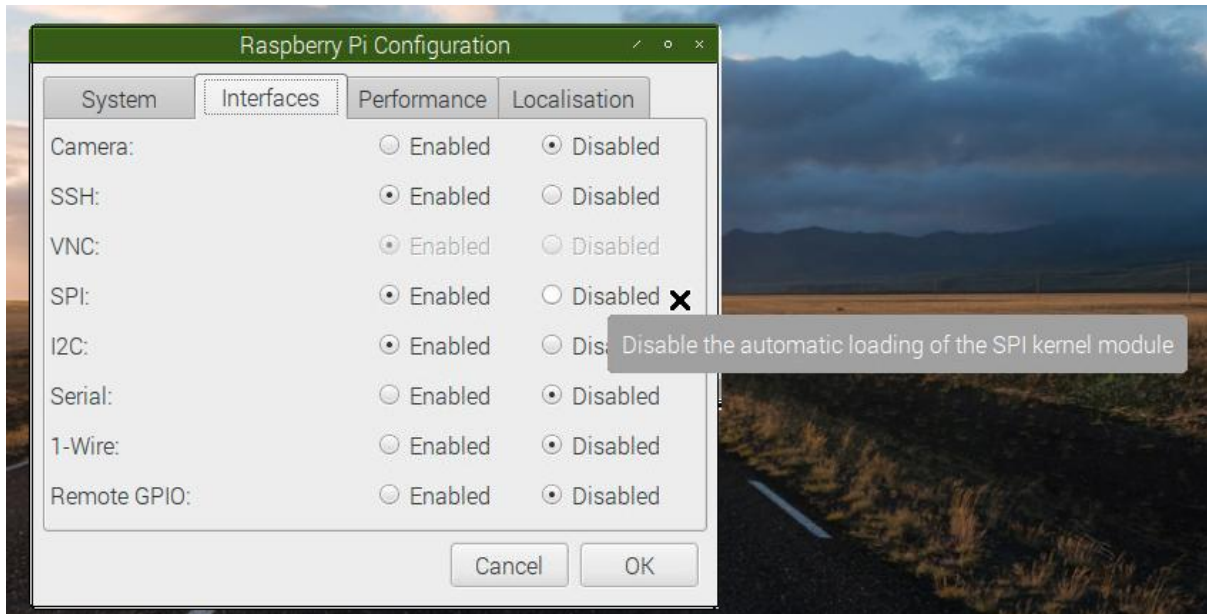 Raspberry Pi Configuration
System Interfaces Performance Localisation
Camera: Enabled Disabled
SSH: Enabled Disabled
VNC: Enabled Disabled
SPI: Enabled Disabled
I2C: Enabled Dis
Disable the automatic loading of the SPI kernel module
Serial: Enabled Disabled
1-Wire: Enabled Disabled
Remote GPIO: Enabled Disabled
Cancel OK